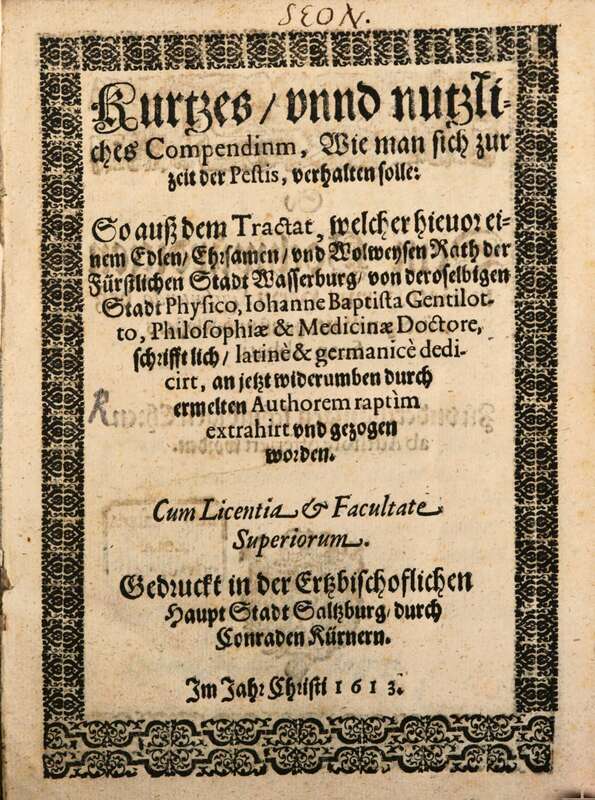 SEON.
Kurtzes / vnnd nutzli-
ches Compendinm, Wie man sich zur
zeit der Pestis, verhalten solle:
So auß dem Tractat, welcher hieuor ei-
nem Edlen / Ehrsamen / vnd Wolweysen Rath der
Fürstlichen Stadt Wasserburg / von deroselbigen
Stadt Physico, Iohanne Baptista Gentilot-
to, Philosophiæ & Medicinæ Doctore,
schrifftlich / latinè & germanicè dedi-
cirt, an jetzt widerumben durch
ermelten Authorem raptìm
extrahirt vnd gezogen
worden.
R
Cum Licentia & Facultate
Superiorum.
Gedruckt in der Ertzbischoflichen
Haupt Stadt Saltzburg / durch
Conraden Kürnern.
Im Jahr Christi 1613.